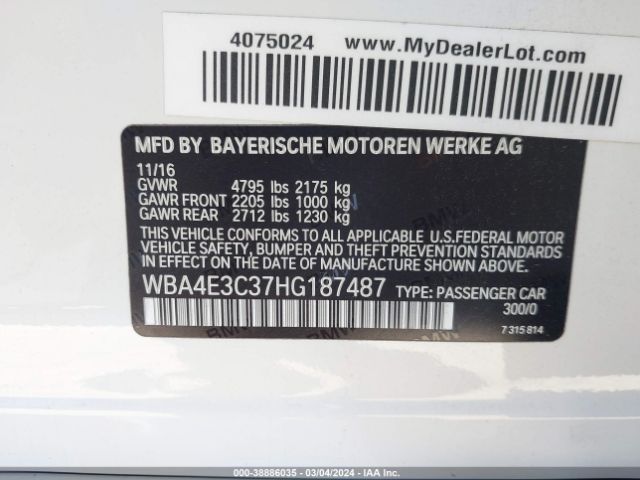 4075024 www.MyDealerLot.com
MFD BY BAYERISCHE MOTOREN WERKE AG
11/16
GVWR 4795 lbs 2175 kg
GAWR FRONT 2205 lbs 1000 kg
GAWR REAR 2712 lbs 1230 kg
THIS VEHICLE CONFORMS TO ALL APPLICABLE U.S.FEDERAL MOTOR
VEHICLE SAFETY, BUMPER AND THEFT PREVENTION STANDARDS
IN EFFECT ON THE DATE OF MANUFACTURE SHOWN ABOVE.
WBA4E3C37HG187487 TYPE: PASSENGER CAR
300/0
7315814
000-38886035 - 03/04/2024 - IAA Inc.